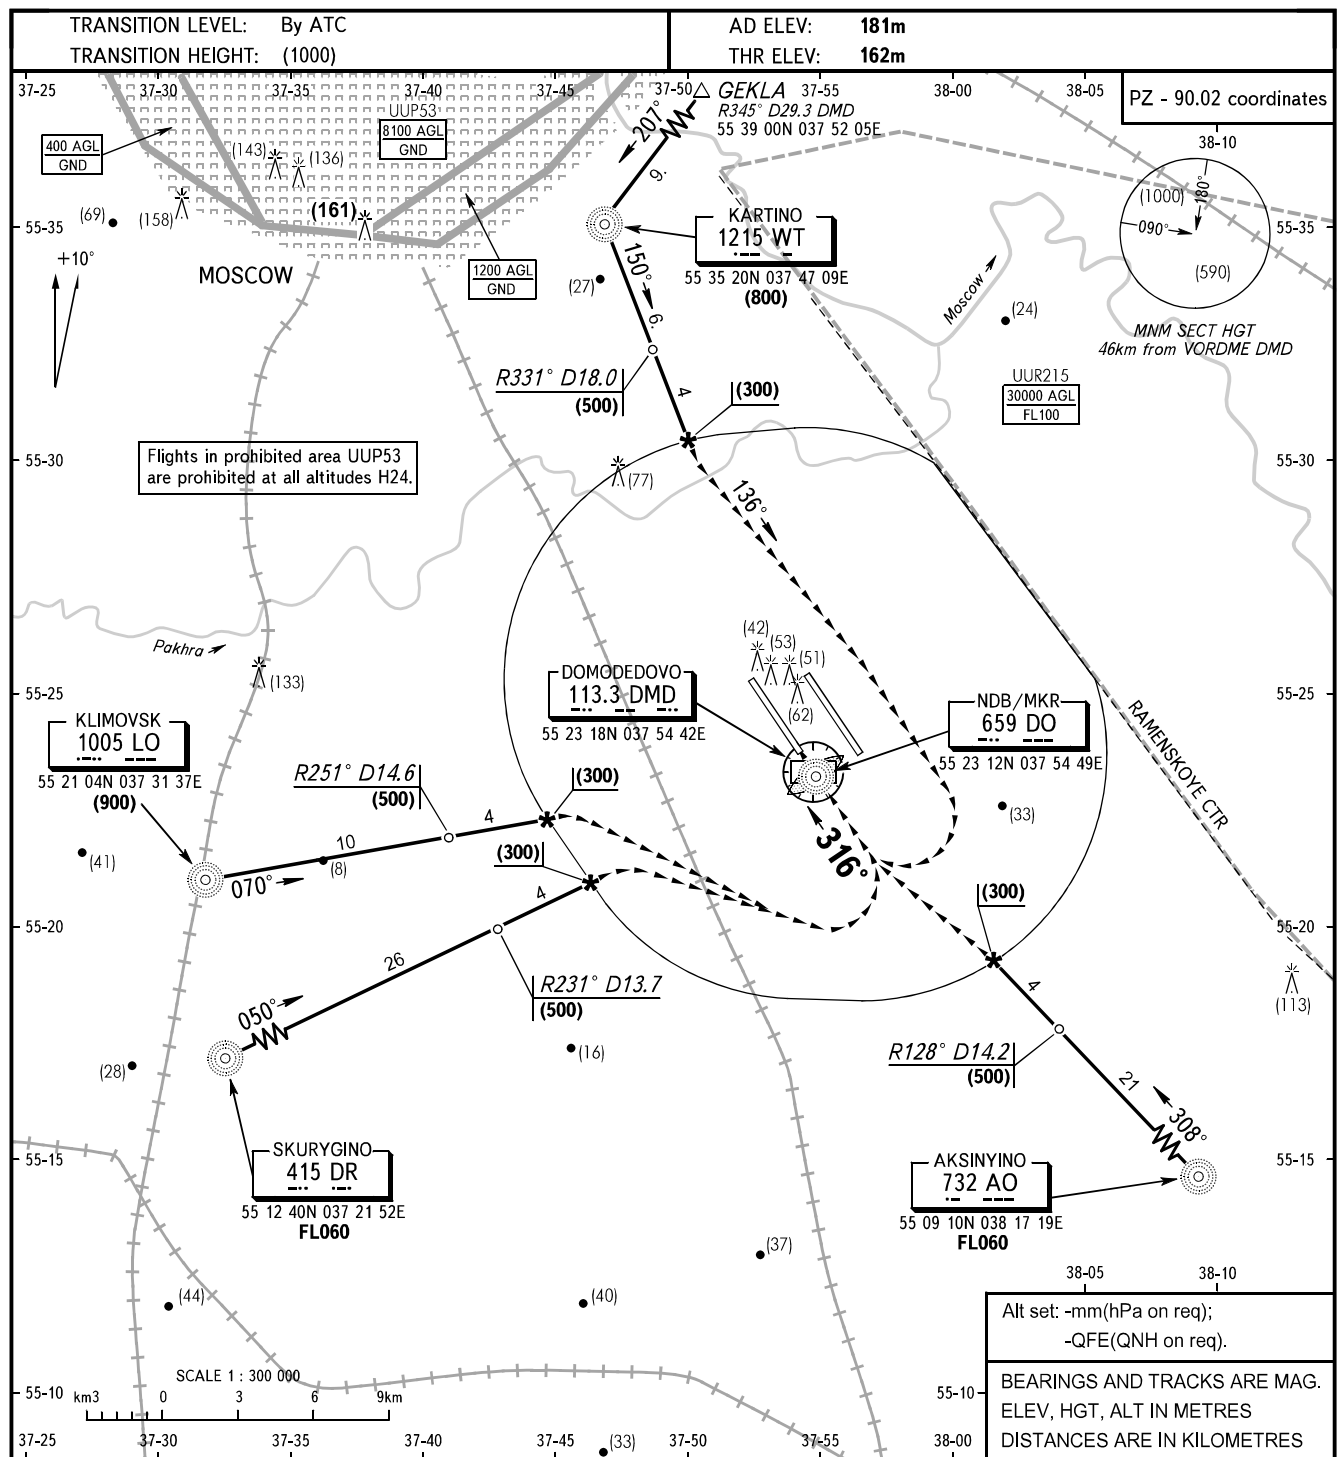 TRANSITION LEVEL: By ATC
TRANSITION HEIGHT: (1000)
AD ELEV: 181m
THR ELEV: 162m
37-25
37-30
37-35
37-40
37-45
37-50
37-55
38-00
38-05
PZ - 90.02 coordinates
38-10
GEKLA
R345° D29.3 DMD
55 39 00N 037 52 05E
207°
9.
UUP53
8100 AGL
GND
400 AGL
GND
(143)
(136)
(158)
(161)
(69)
55-35
55-35
+10°
MOSCOW
1200 AGL
GND
KARTINO
1215 WT
55 35 20N 037 47 09E
(800)
150°
6.
(27)
(1000)
180°
090°
(590)
MNM SECT HGT
46km from VORDME DMD
Moscow
(24)
UUR215
30000 AGL
FL100
R331° D18.0
(500)
4
(300)
55-30
55-30
Flights in prohibited area UUP53
are prohibited at all altitudes H24.
(77)
136°
Pakhra
(133)
(42)
(53)
(51)
(62)
55-25
55-25
DOMODEDOVO
113.3 DMD
55 23 18N 037 54 42E
NDB/MKR
659 DO
55 23 12N 037 54 49E
RAMENSKOYE CTR
KLIMOVSK
1005 LO
55 21 04N 037 31 37E
(900)
R251° D14.6
(500)
(300)
4
10
(8)
070°
(41)
(33)
316°
(300)
(300)
4
55-20
55-20
26
R231° D13.7
(500)
050°
4
(113)
(28)
(16)
R128° D14.2
(500)
21
308°
SKURYGINO
415 DR
55 12 40N 037 21 52E
FL060
55-15
55-15
AKSINYINO
732 AO
55 09 10N 038 17 19E
FL060
(37)
(44)
(40)
38-05
38-10
Alt set: -mm(hPa on req);
-QFE(QNH on req).
SCALE 1 : 300 000
km3 0 3 6 9km
55-10
55-10
BEARINGS AND TRACKS ARE MAG.
ELEV, HGT, ALT IN METRES
DISTANCES ARE IN KILOMETRES
37-25
37-30
37-35
37-40
37-45
(33)
37-50
37-55
38-00